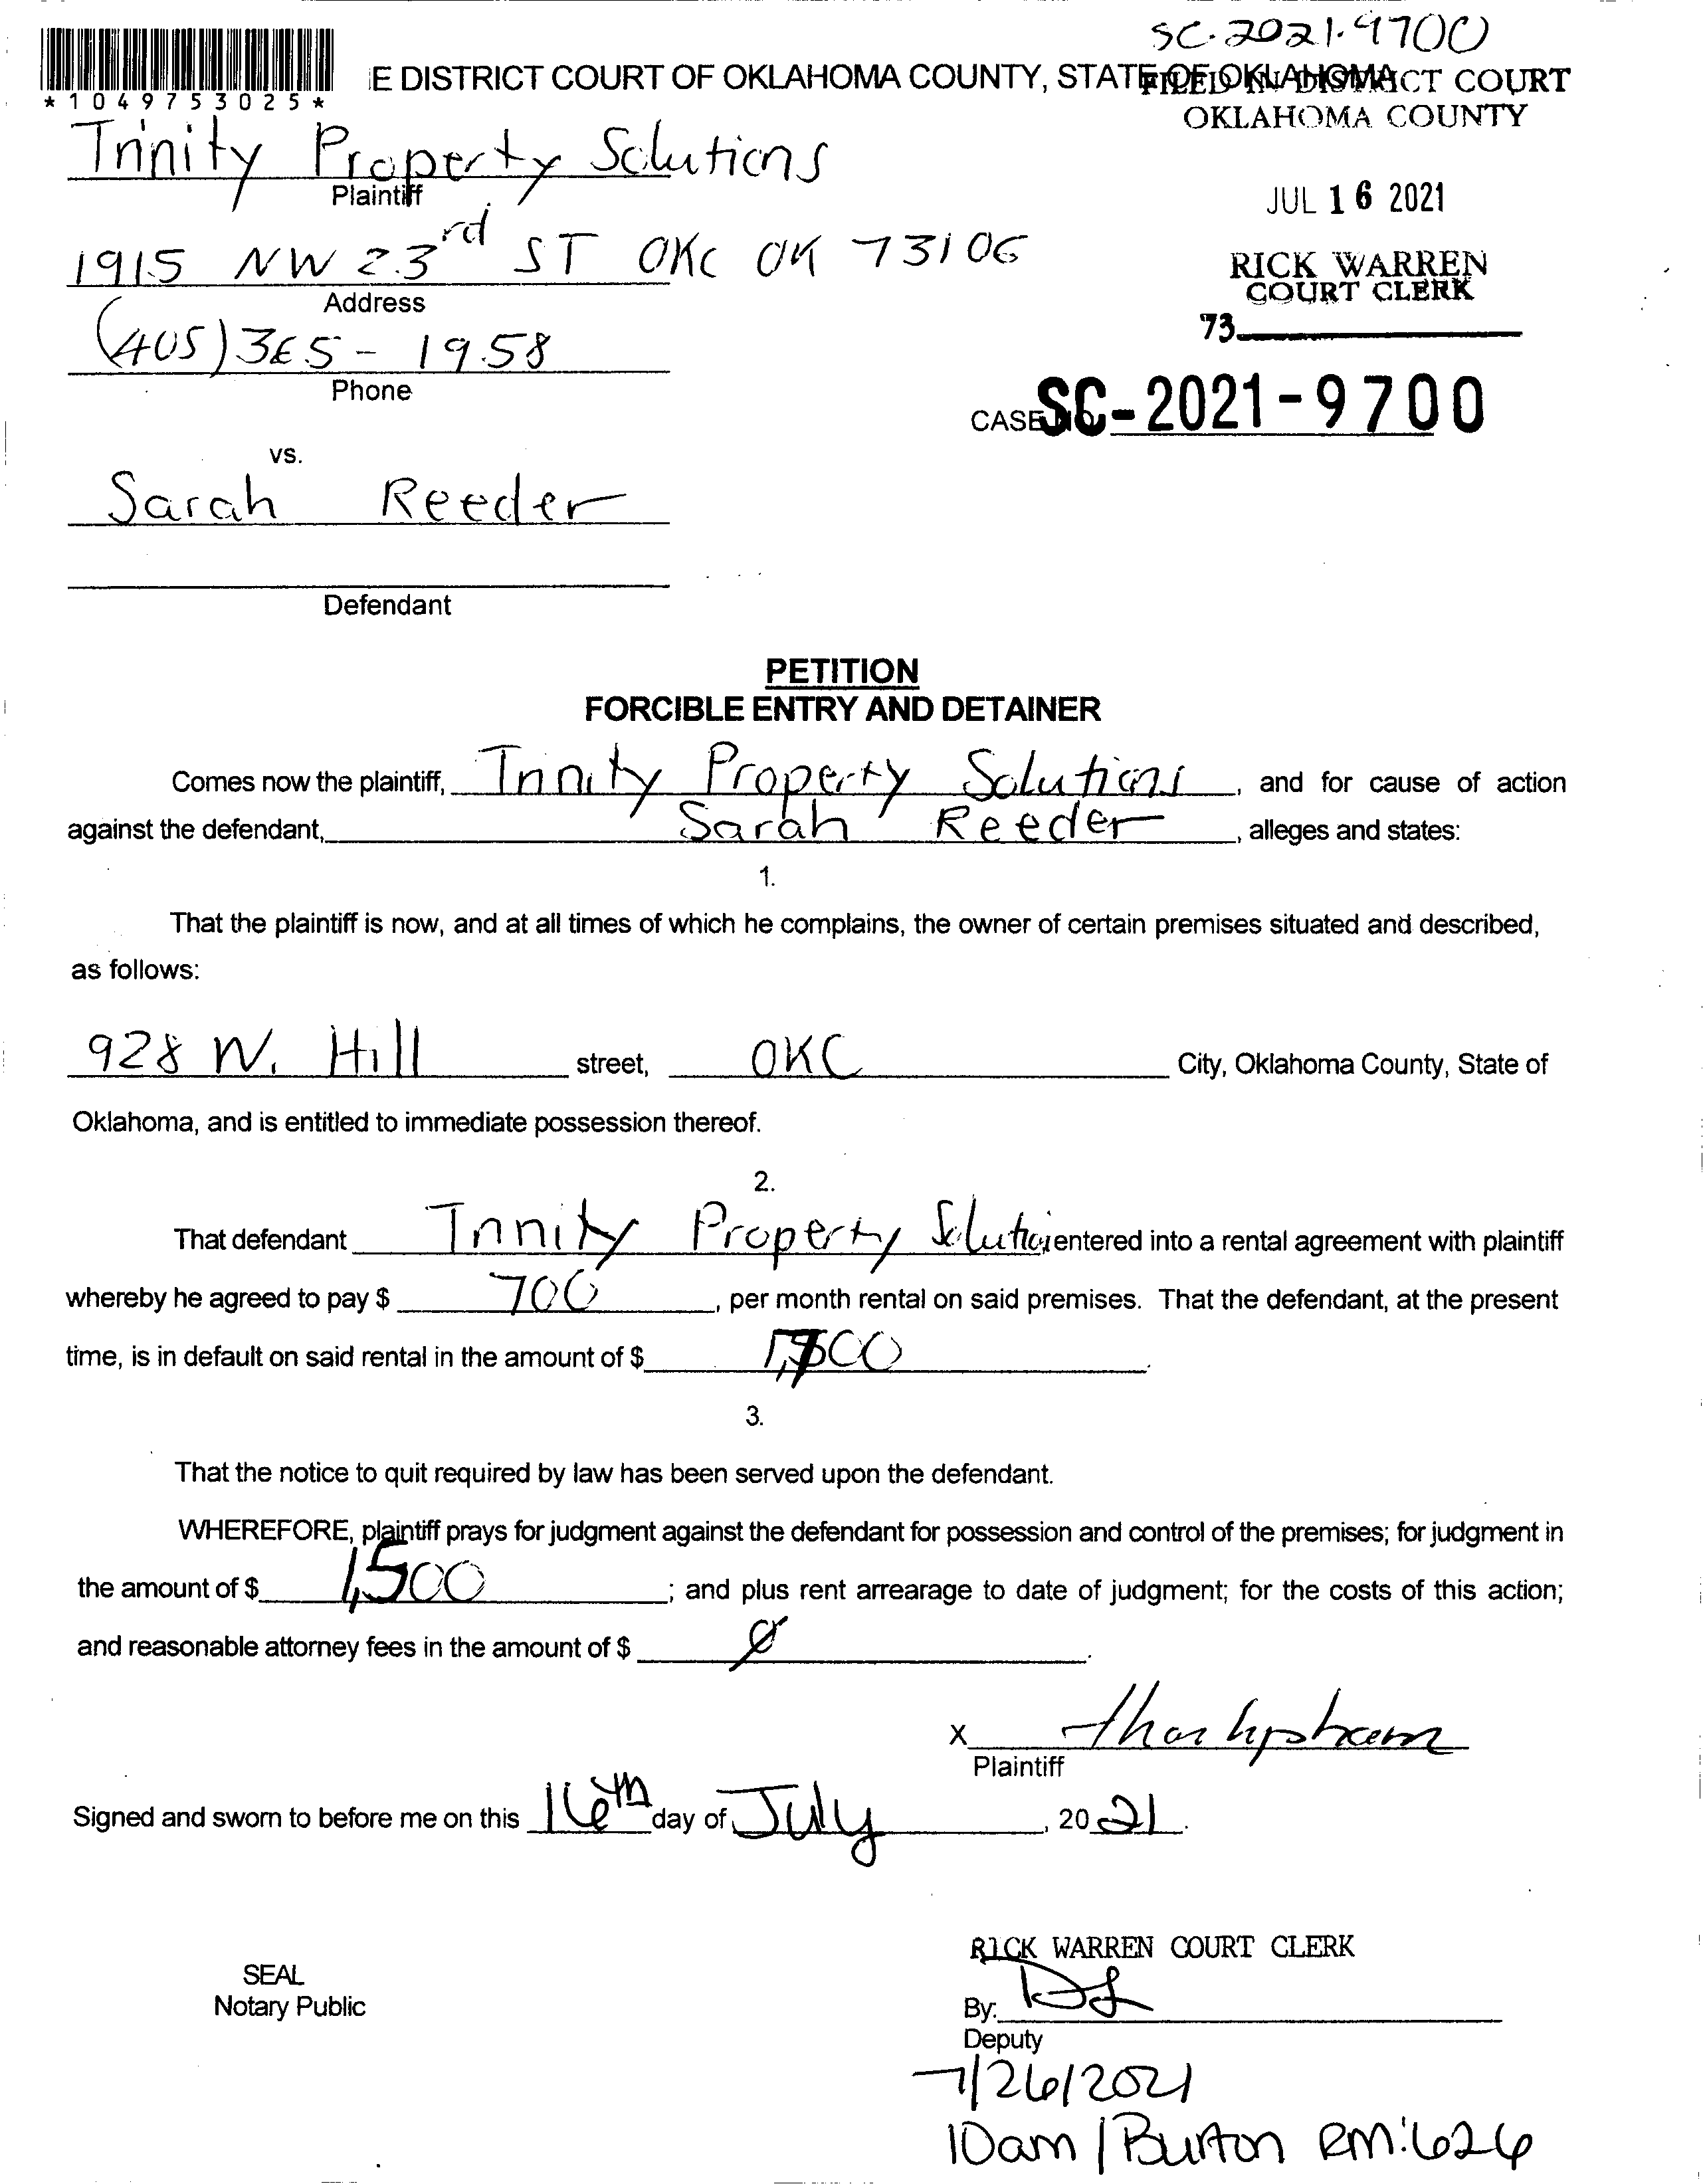 SC-2021-9700
*1049753025*
E DISTRICT COURT OF OKLAHOMA COUNTY, STATE OF OKLAHOMA
FILED IN DISTRICT COURT
OKLAHOMA COUNTY
Trinity Property Solutions
Plaintiff
JUL 16 2021
1915 NW 23rd ST OKC OK 73106
Address
RICK WARREN
COURT CLERK
73
(405) 365-1958
Phone
CASE SC-2021-9700
vs.
Sarah Reeder
Defendant
PETITION
FORCIBLE ENTRY AND DETAINER
Comes now the plaintiff, Trinity Property Solutions, and for cause of action
against the defendant, Sarah Reeder, alleges and states:
1.
That the plaintiff is now, and at all times of which he complains, the owner of certain premises situated and described,
as follows:
928 W. Hill street, OKC City, Oklahoma County, State of
Oklahoma, and is entitled to immediate possession thereof.
2.
That defendant Trinity Property Solutions entered into a rental agreement with plaintiff
whereby he agreed to pay $ 700, per month rental on said premises. That the defendant, at the present
time, is in default on said rental in the amount of $ .
3.
That the notice to quit required by law has been served upon the defendant.
WHEREFORE, plaintiff prays for judgment against the defendant for possession and control of the premises; for judgment in
the amount of $ 1,500; and plus rent arrearage to date of judgment; for the costs of this action;
and reasonable attorney fees in the amount of $ Ø.
X
Plaintiff
Signed and sworn to before me on this 16th day of July, 2021.
RICK WARREN COURT CLERK
SEAL
Notary Public
By:
Deputy
7/26/2021
10am / Burton RM:626